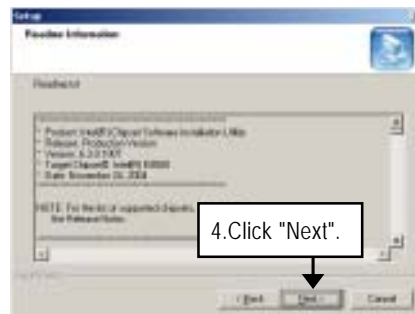 Setup
Readme Information
Readme.txt
* Product: Intel(R) Chipset Software Installation Utility
* Release: Production Version
* Version: 6.3.0.1007
* Target Chipset#: Intel(R)
* Date: November 2004
NOTE: For the list of supported chipsets,
the Release Notes.
4.Click "Next".
< Back Next > Cancel